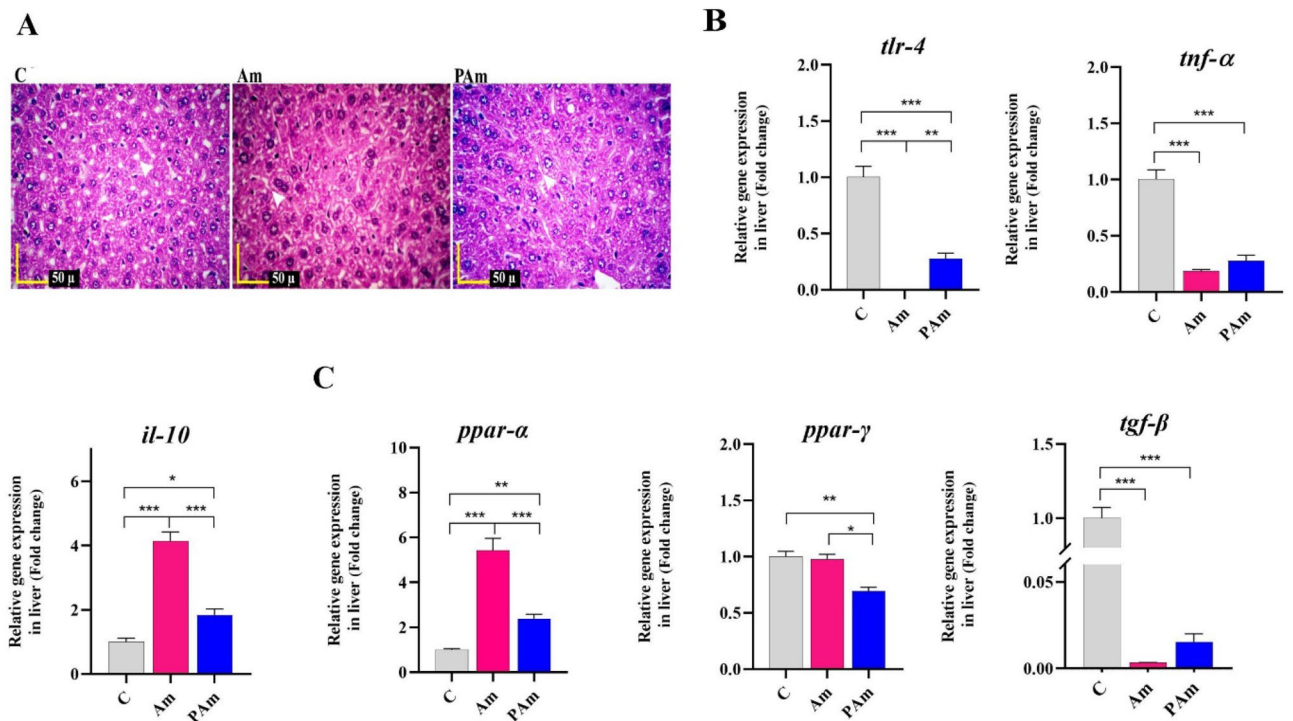 A
C
Am
PAm
50 µ
50 µ
50 µ
B
tlr-4
Relative gene expression
in liver (Fold change)
2.0
1.5
1.0
0.5
0.0
***
***
**
C
Am
PAm
tnf-α
Relative gene expression
in liver (Fold change)
2.0
1.5
1.0
0.5
0.0
***
***
C
Am
PAm
il-10
Relative gene expression
in liver (Fold change)
6
4
2
0
*
***
***
C
Am
PAm
C
ppar-α
Relative gene expression
in liver (Fold change)
10
8
6
4
2
0
**
***
***
C
Am
PAm
ppar-γ
Relative gene expression
in liver (Fold change)
2.0
1.5
1.0
0.5
0.0
**
*
C
Am
PAm
tgf-β
Relative gene expression
in liver (Fold change)
1.5
1.0
0.05
0.00
***
***
C
Am
PAm